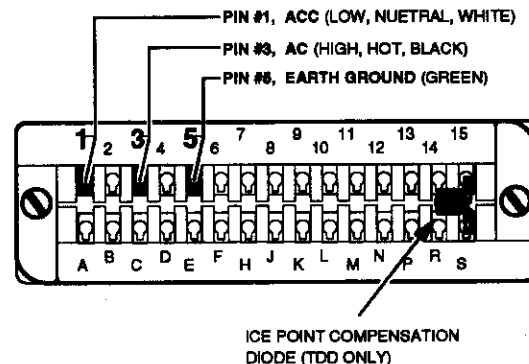 PIN #1, ACC (LOW, NUETRAL, WHITE)
PIN #3, AC (HIGH, HOT, BLACK)
PIN #5, EARTH GROUND (GREEN)
1 2 3 4 5 6 7 8 9 10 11 12 13 14 15
A B C D E F H J K L M N P R S
ICE POINT COMPENSATION
DIODE (TDD ONLY)